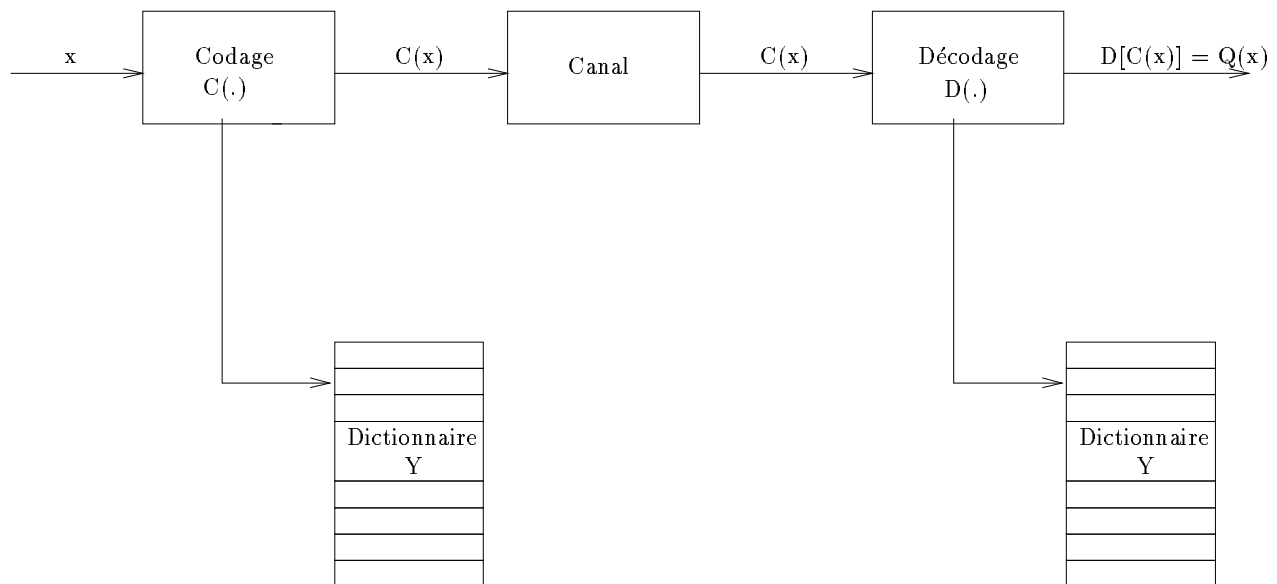 x
Codage
C(.)
C(x)
Canal
C(x)
Décodage
D(.)
D[C(x)] = Q(x)
Dictionnaire
Y
Dictionnaire
Y